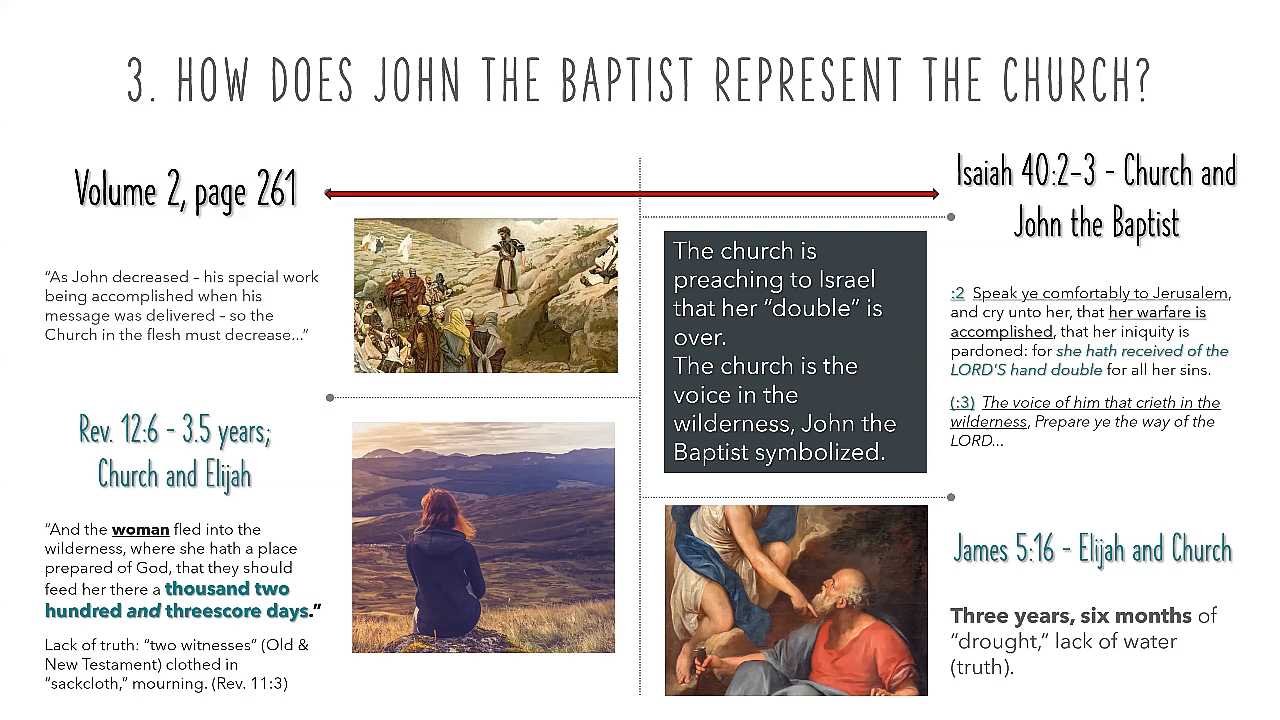 3. HOW DOES JOHN THE BAPTIST REPRESENT THE CHURCH?
Volume 2, page 261
"As John decreased – his special work
being accomplished when his
message was delivered – so the
Church in the flesh must decrease..."
Rev. 12:6 - 3.5 years;
Church and Elijah
"And the woman fled into the
wilderness, where she hath a place
prepared of God, that they should
feed her there a thousand two
hundred and threescore days."
Lack of truth: "two witnesses" (Old &
New Testament) clothed in
"sackcloth," mourning. (Rev. 11:3)
The church is
preaching to Israel
that her "double" is
over.
The church is the
voice in the
wilderness, John the
Baptist symbolized.
Isaiah 40:2-3 - Church and
John the Baptist
:2 Speak ye comfortably to Jerusalem,
and cry unto her, that her warfare is
accomplished, that her iniquity is
pardoned: for she hath received of the
LORD'S hand double for all her sins.
(:3) The voice of him that crieth in the
wilderness, Prepare ye the way of the
LORD...
James 5:16 - Elijah and Church
Three years, six months of
"drought," lack of water
(truth).